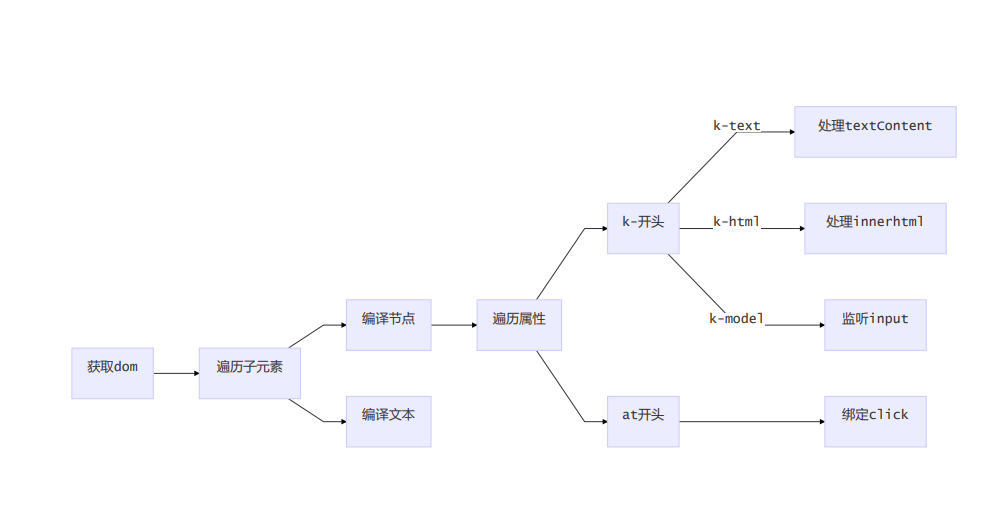 k-text
处理textContent
k-开头
k-html
处理innerhtml
编译节点
遍历属性
k-model
监听input
获取dom
遍历子元素
编译文本
at开头
绑定click